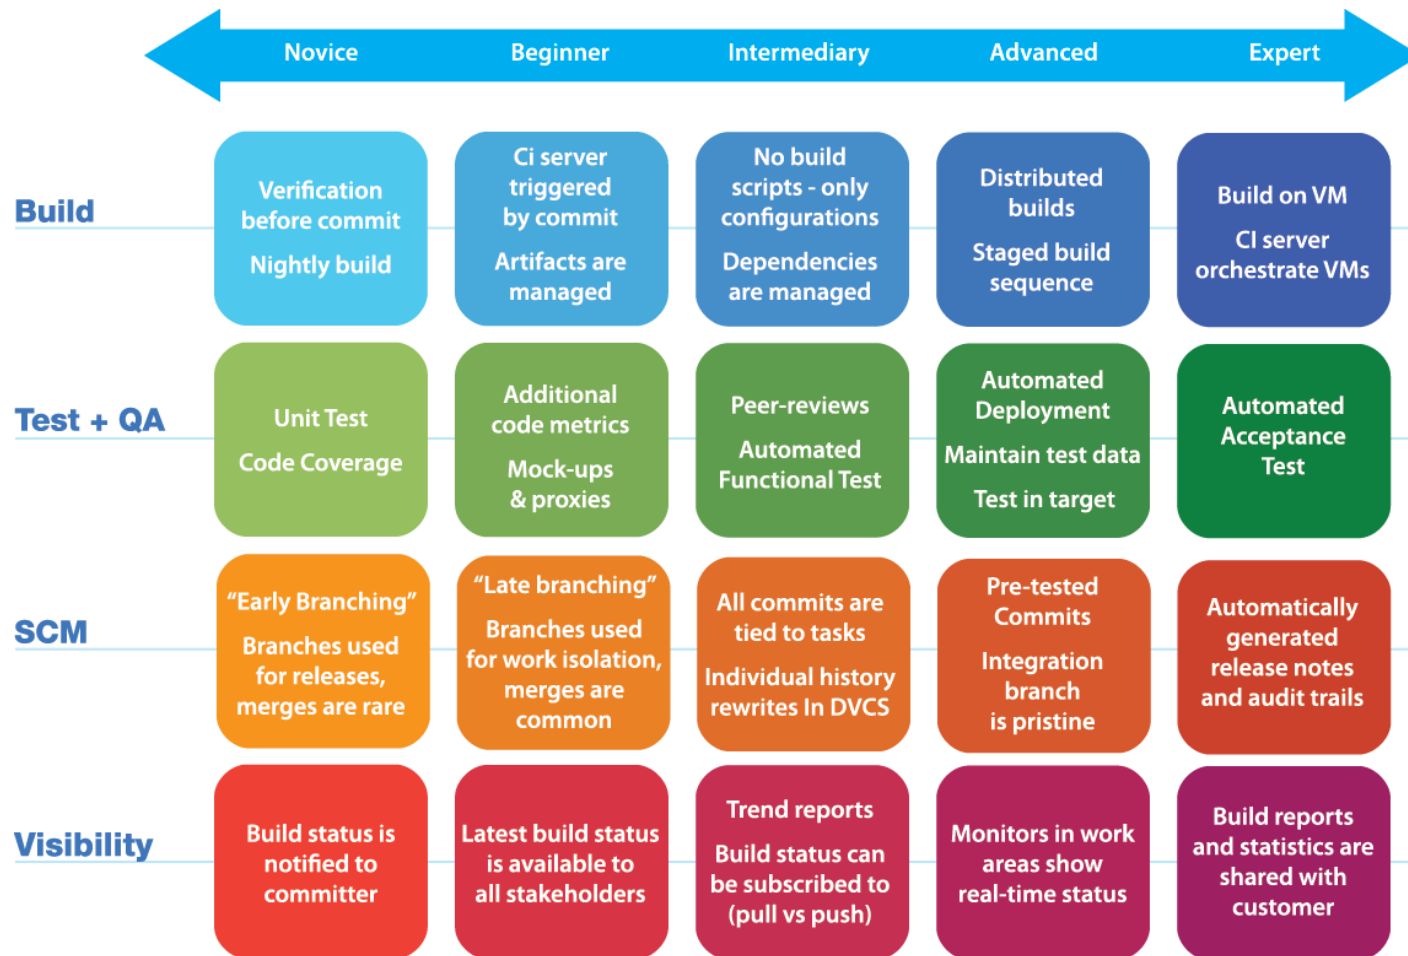 Novice
Beginner
Intermediary
Advanced
Expert
Build
Verification
before commit
Nightly build
Ci server
triggered
by commit
Artifacts are
managed
No build
scripts - only
configurations
Dependencies
are managed
Distributed
builds
Staged build
sequence
Build on VM
CI server
orchestrate VMs
Test + QA
Unit Test
Code Coverage
Additional
code metrics
Mock-ups
& proxies
Peer-reviews
Automated
Functional Test
Automated
Deployment
Maintain test data
Test in target
Automated
Acceptance
Test
SCM
“Early Branching”
Branches used
for releases,
merges are rare
“Late branching”
Branches used
for work isolation,
merges are
common
All commits are
tied to tasks
Individual history
rewrites In DVCS
Pre-tested
Commits
Integration
branch
is pristine
Automatically
generated
release notes
and audit trails
Visibility
Build status is
notified to
committer
Latest build status
is available to
all stakeholders
Trend reports
Build status can
be subscribed to
(pull vs push)
Monitors in work
areas show
real-time status
Build reports
and statistics are
shared with
customer